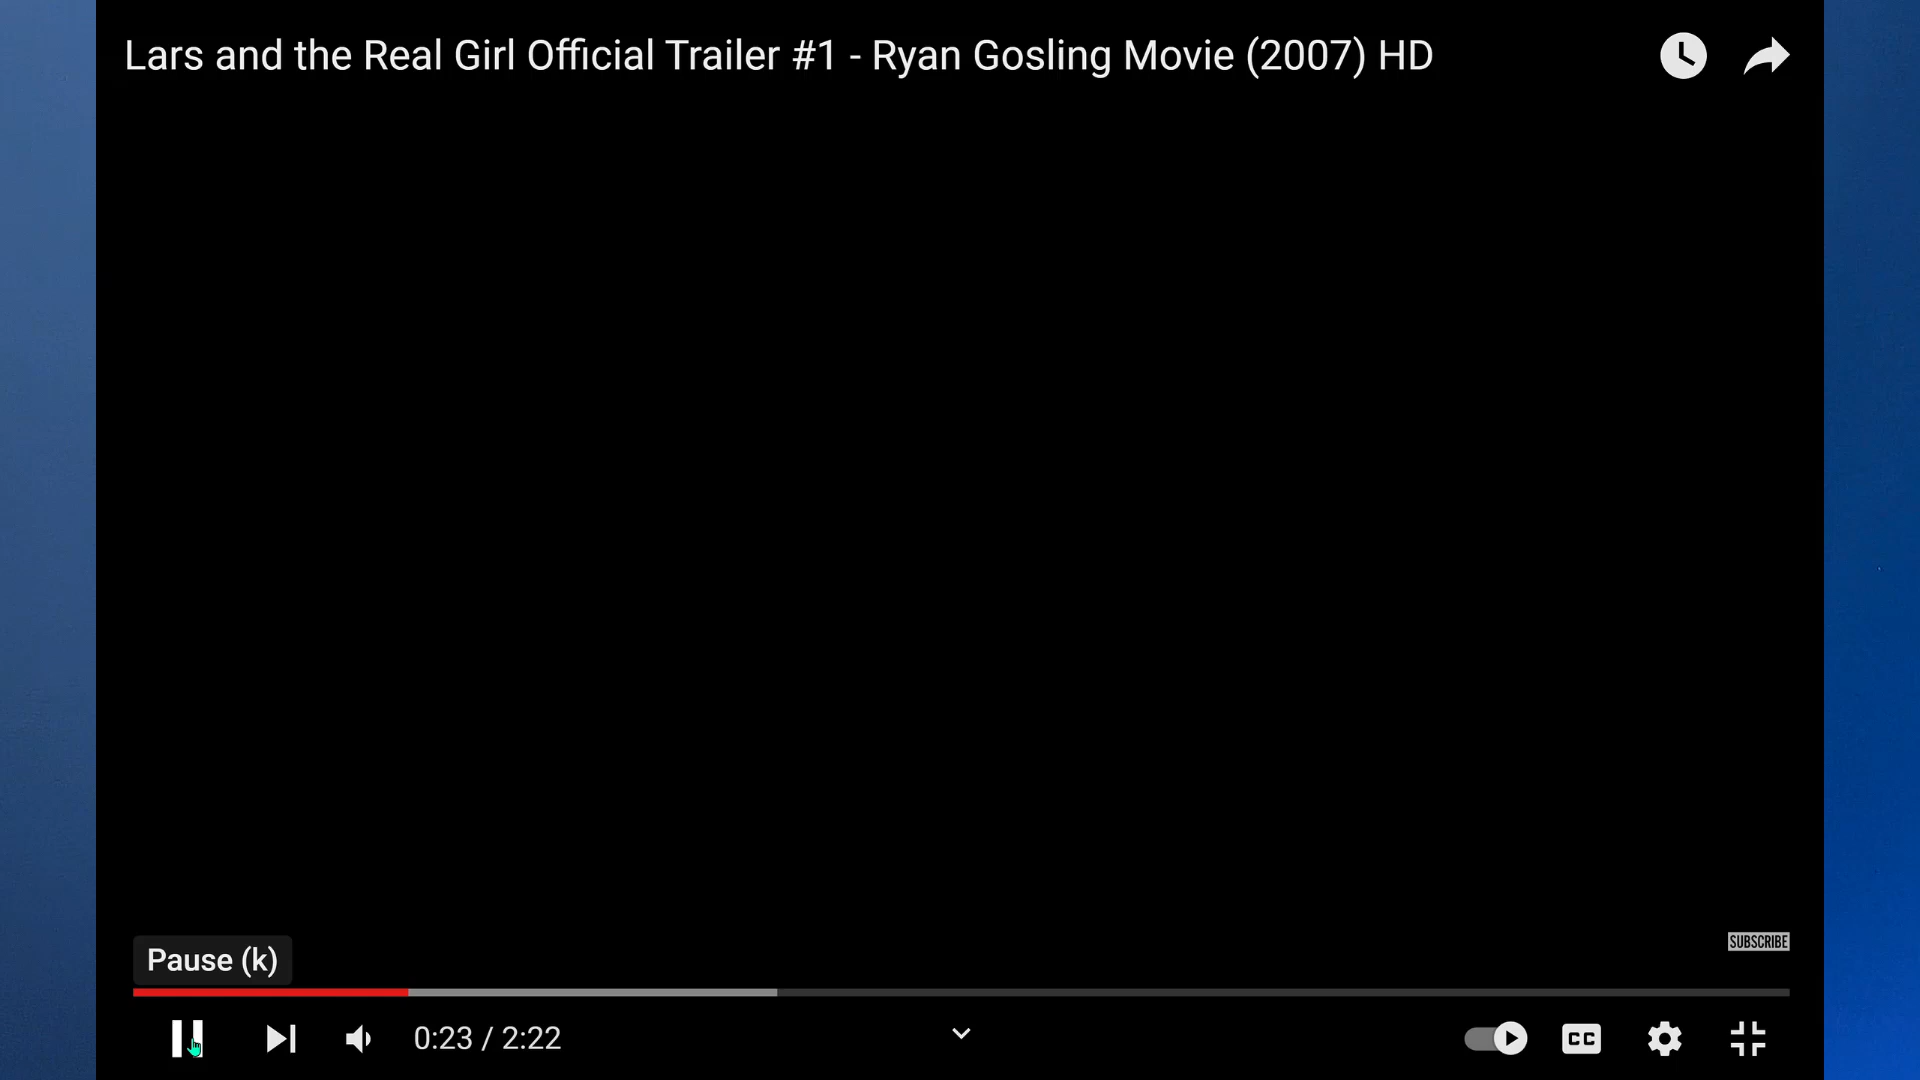 Lars and the Real Girl Official Trailer #1 - Ryan Gosling Movie (2007) HD
SUBSCRIBE
Pause (k)
0:23 / 2:22
CC